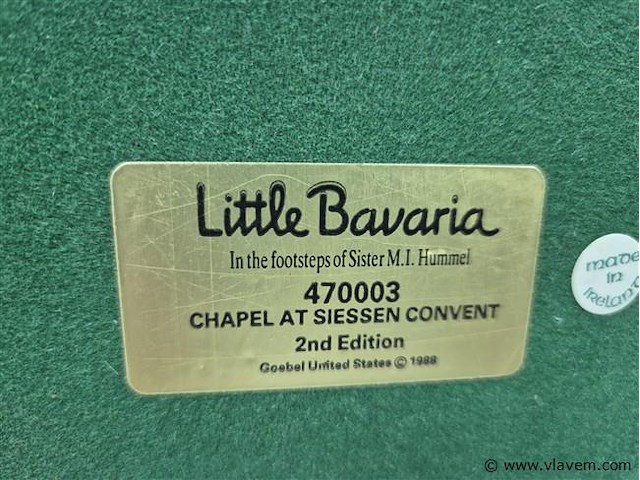 Little Bavaria
In the footsteps of Sister M.I. Hummel
470003
CHAPEL AT SIESSEN CONVENT
2nd Edition
Goebel United States © 1988
made
in
ireland
© www.vlavem.com